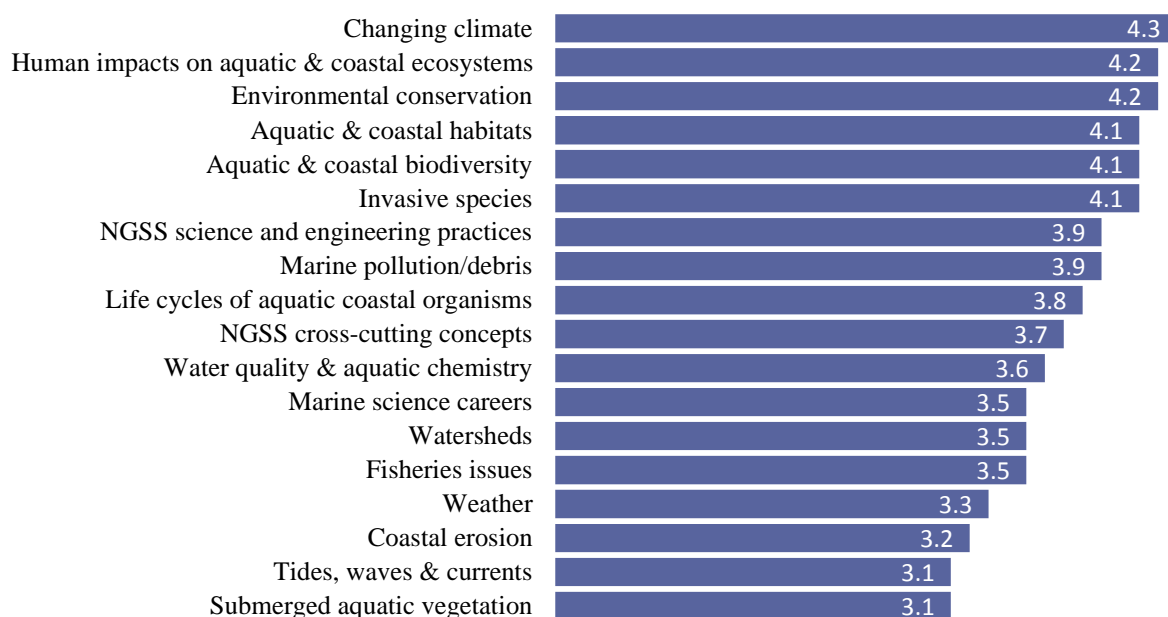 Changing climate 4.3
Human impacts on aquatic & coastal ecosystems 4.2
Environmental conservation 4.2
Aquatic & coastal habitats 4.1
Aquatic & coastal biodiversity 4.1
Invasive species 4.1
NGSS science and engineering practices 3.9
Marine pollution/debris 3.9
Life cycles of aquatic coastal organisms 3.8
NGSS cross-cutting concepts 3.7
Water quality & aquatic chemistry 3.6
Marine science careers 3.5
Watersheds 3.5
Fisheries issues 3.5
Weather 3.3
Coastal erosion 3.2
Tides, waves & currents 3.1
Submerged aquatic vegetation 3.1